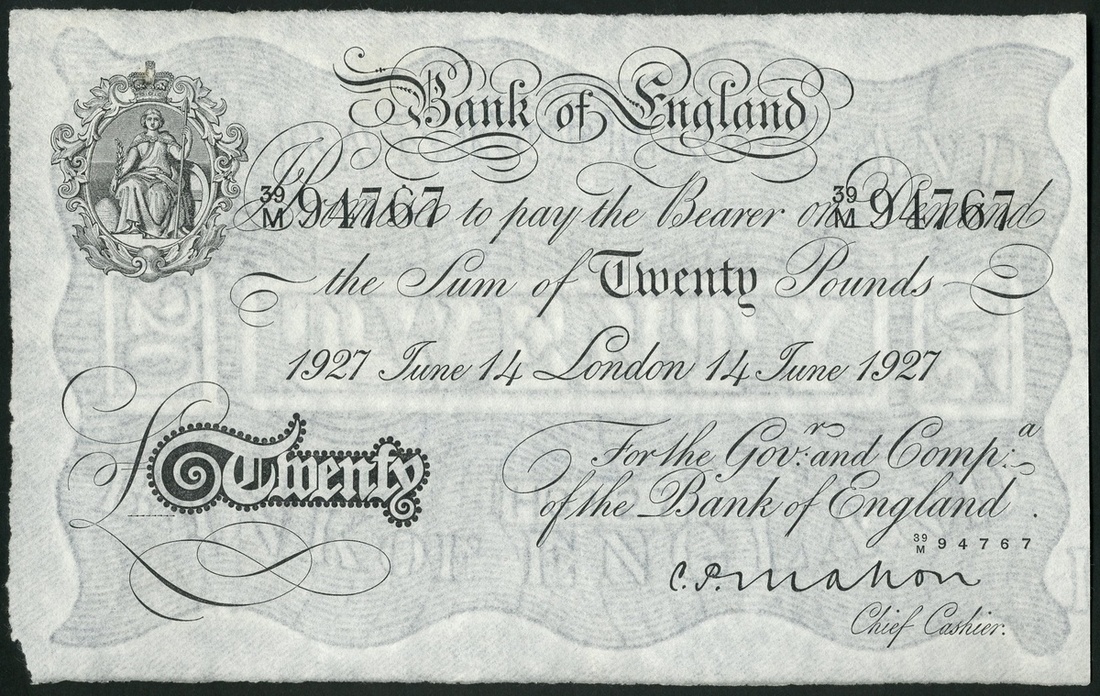 Bank of England
39/M 94767 39/M 94767
I Promise to pay the Bearer on Demand
the Sum of Twenty Pounds
1927 June 14 London 14 June 1927
For the Govr: and Compa:
£Twenty
of the Bank of England.
39/M 94767
C.P. Mahon
Chief Cashier.